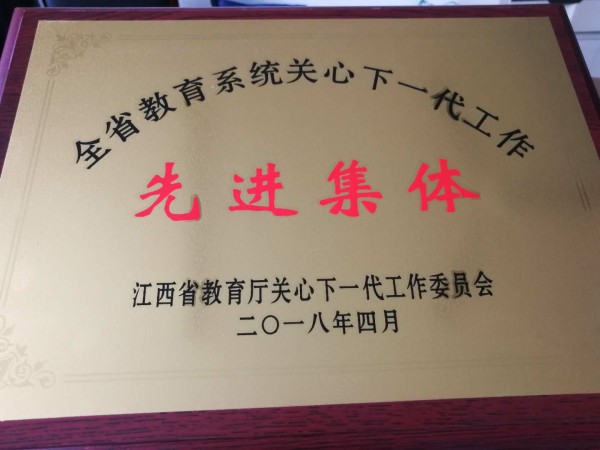 全省教育系统关心下一代工作
先进集体
江西省教育厅关心下一代工作委员会
二〇一八年四月